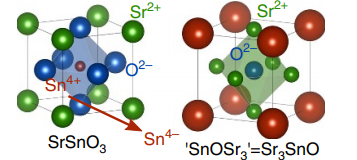 Sr²⁺
Sr²⁺
O²⁻
O²⁻
Sn⁴⁺
Sn⁴⁻
SrSnO₃
'SnOSr₃'=Sr₃SnO